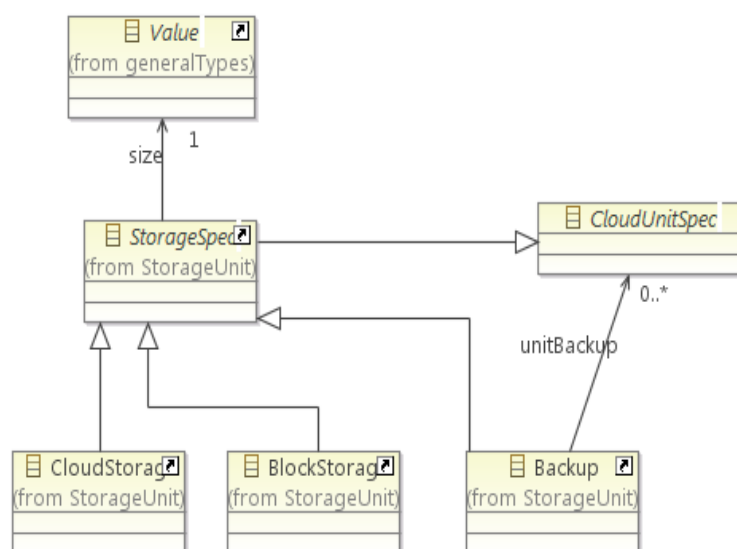 Value
(from generalTypes)
1
size
StorageSpec
(from StorageUnit)
CloudUnitSpec
0..*
unitBackup
CloudStorag
(from StorageUnit)
BlockStorag
(from StorageUnit)
Backup
(from StorageUnit)